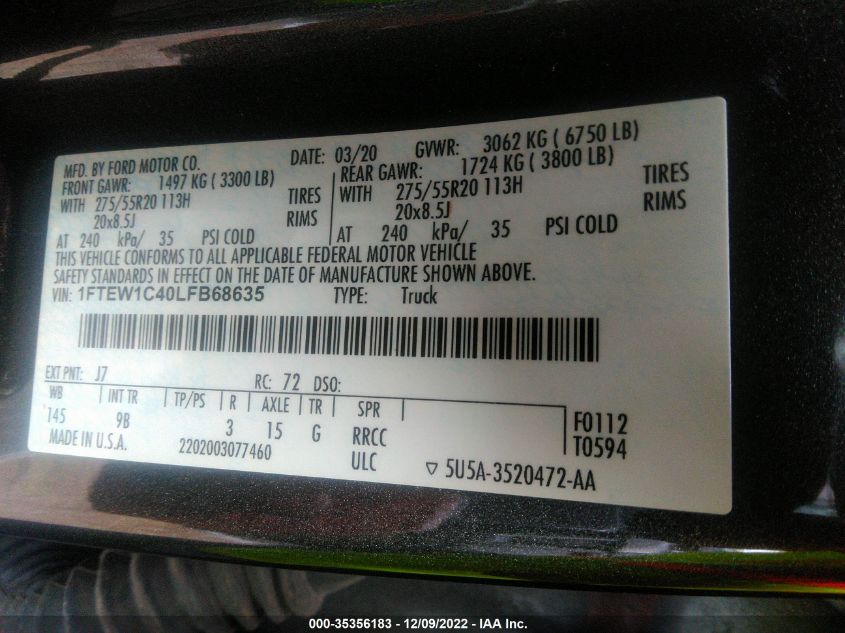 MFD. BY FORD MOTOR CO. DATE: 03/20 GVWR: 3062 KG ( 6750 LB)
FRONT GAWR: 1497 KG ( 3300 LB) REAR GAWR: 1724 KG ( 3800 LB)
WITH 275/55R20 113H TIRES WITH 275/55R20 113H TIRES
20x8.5J RIMS 20x8.5J RIMS
AT 240 kPa/ 35 PSI COLD AT 240 kPa/ 35 PSI COLD
THIS VEHICLE CONFORMS TO ALL APPLICABLE FEDERAL MOTOR VEHICLE
SAFETY STANDARDS IN EFFECT ON THE DATE OF MANUFACTURE SHOWN ABOVE.
VIN: 1FTEW1C40LFB68635 TYPE: Truck
EXT PNT: J7 RC: 72 DSO:
WB INT TR TP/PS R AXLE TR SPR
145 9B 3 15 G RRCC F0112
MADE IN U.S.A. 2202003077460 ULC T0594
▽ 5U5A-3520472-AA
000-35356183 - 12/09/2022 - IAA Inc.